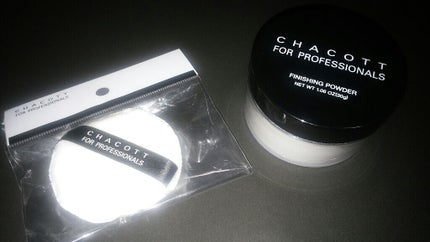 CHACOTT
FOR PROFESSIONALS
CHACOTT
FOR PROFESSIONALS
CHACOTT
FOR PROFESSIONALS
FINISHING POWDER
NET WT 1.06 OZ(30g)